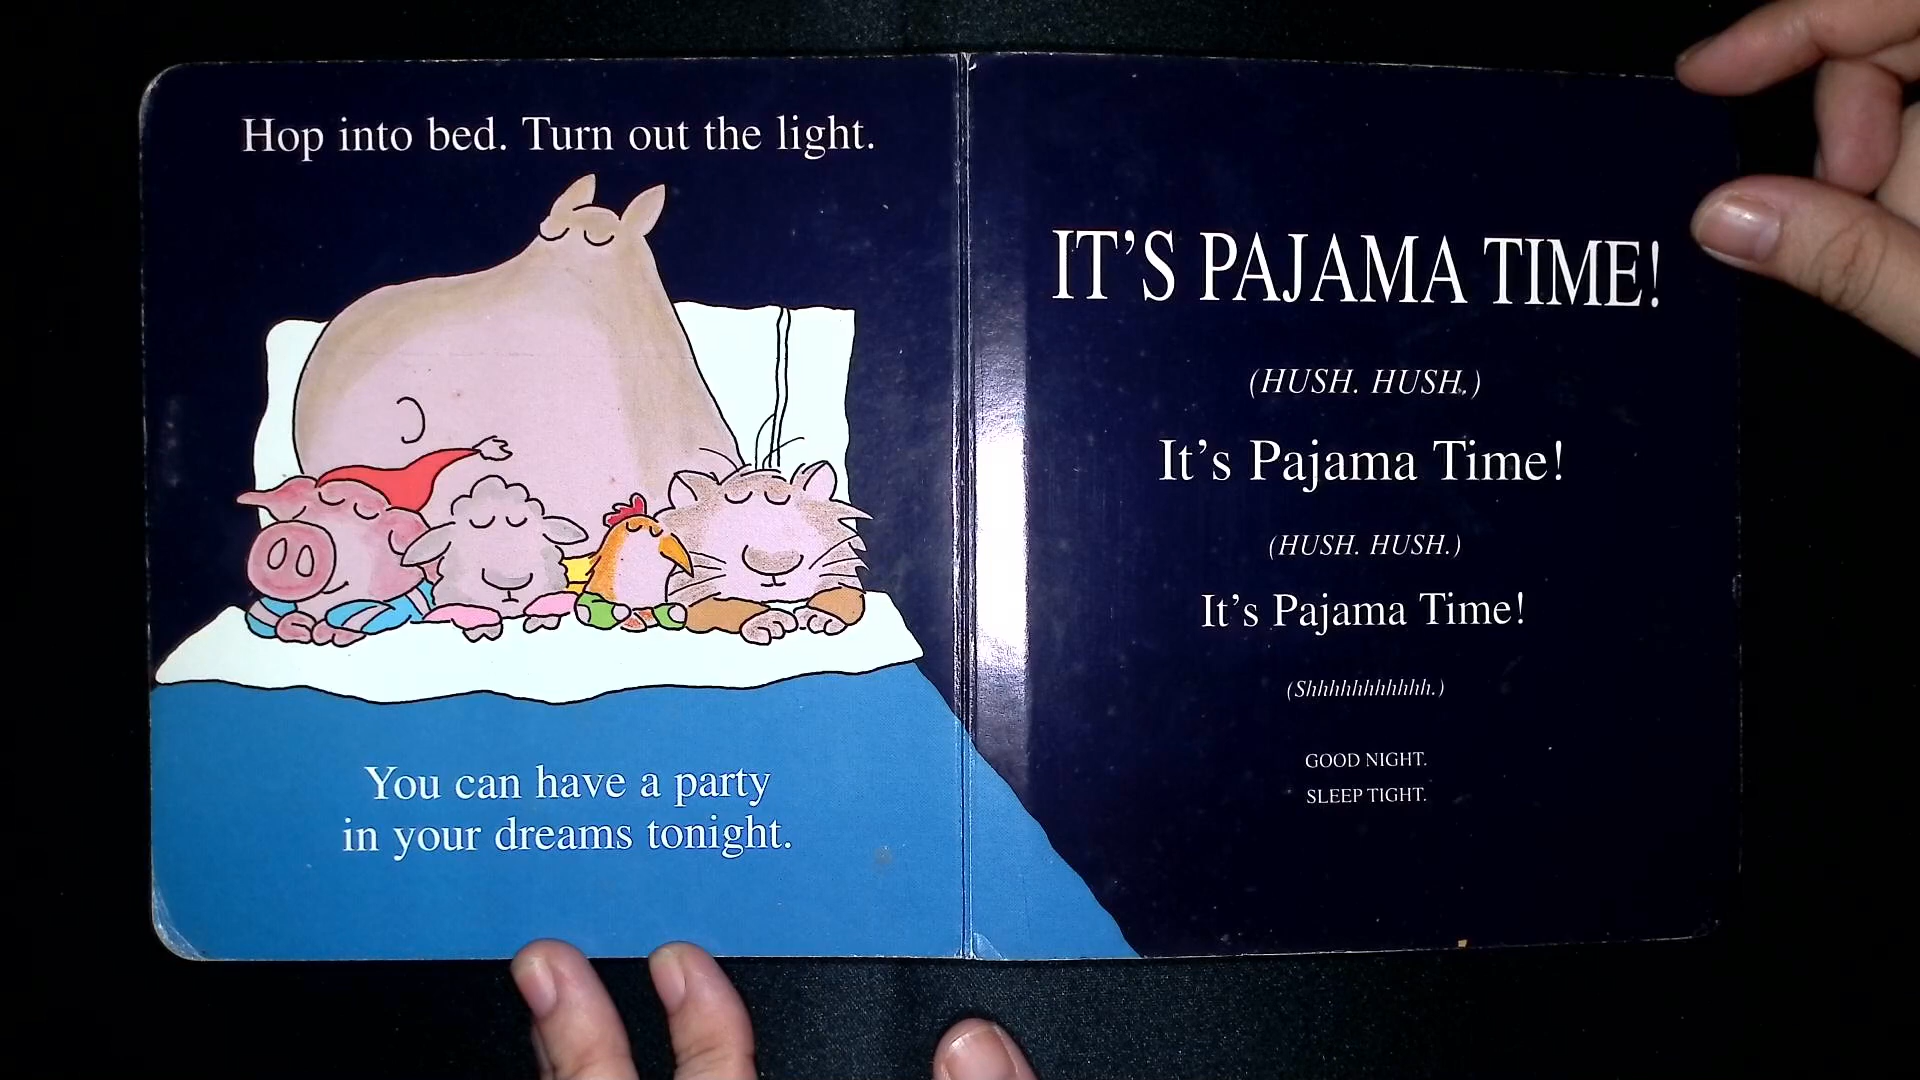 Hop into bed. Turn out the light.
You can have a party
in your dreams tonight.
IT'S PAJAMA TIME!
(HUSH. HUSH.)
It's Pajama Time!
(HUSH. HUSH.)
It's Pajama Time!
(Shhhhhhhhhhh.)
GOOD NIGHT.
SLEEP TIGHT.